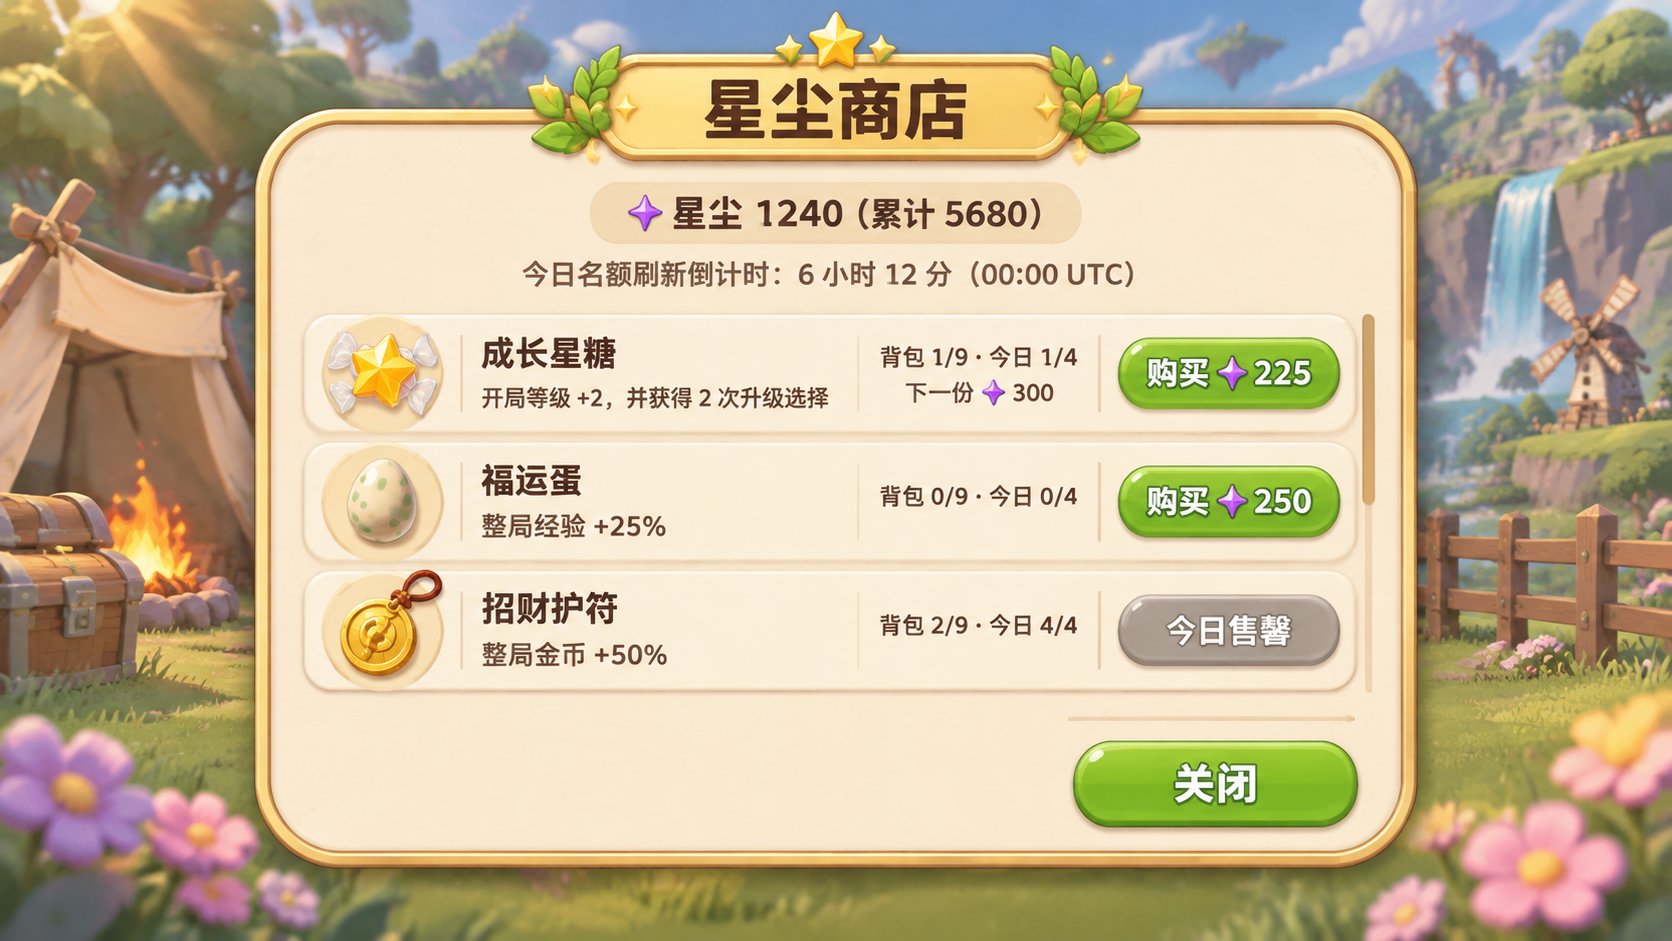 星尘商店
星尘 1240 (累计 5680)
今日名额刷新倒计时：6 小时 12 分（00:00 UTC）
成长星糖
开局等级 +2，并获得 2 次升级选择
背包 1/9 · 今日 1/4
下一份 300
购买 225
福运蛋
整局经验 +25%
背包 0/9 · 今日 0/4
购买 250
招财护符
整局金币 +50%
背包 2/9 · 今日 4/4
今日售馨
关闭